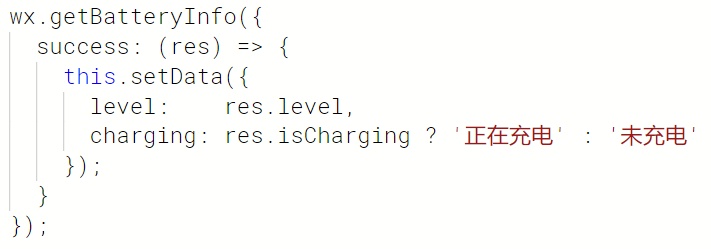 wx.getBatteryInfo({
  success: (res) => {
    this.setData({
      level:    res.level,
      charging: res.isCharging ? '正在充电' : '未充电'
    });
  }
});